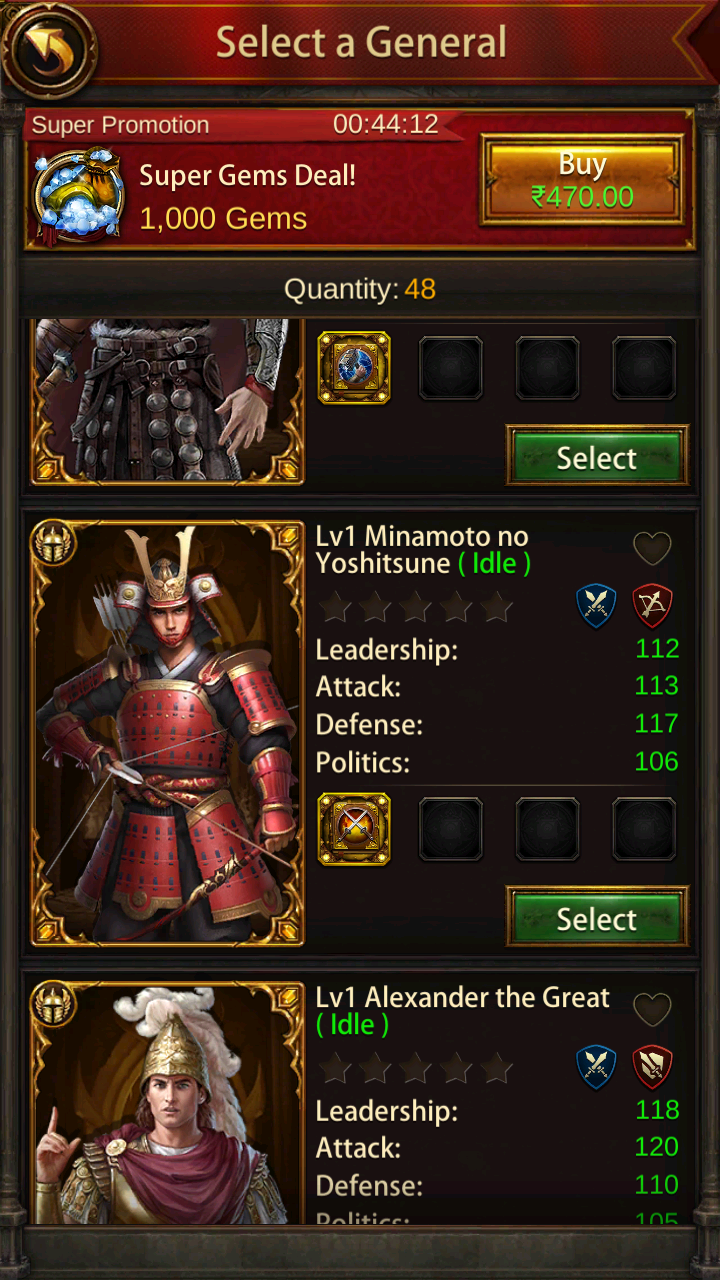 Select a General
Super Promotion 00:44:12
Super Gems Deal!
1,000 Gems
Buy
₹470.00
Quantity: 48
Select
Lv1 Minamoto no
Yoshitsune ( Idle )
Leadership: 112
Attack: 113
Defense: 117
Politics: 106
Select
Lv1 Alexander the Great
( Idle )
Leadership: 118
Attack: 120
Defense: 110
Politics: 105